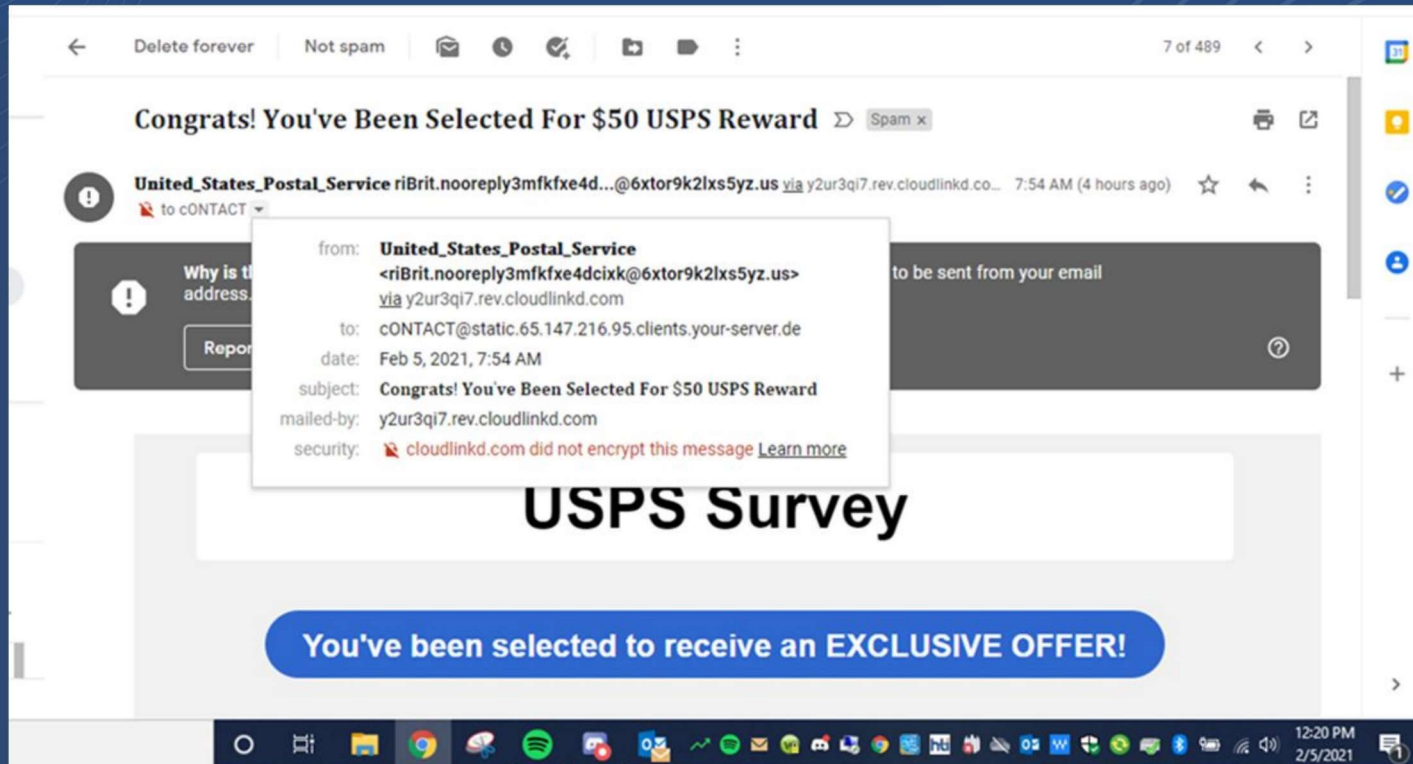 Delete forever Not spam 7 of 489
31
Congrats! You've Been Selected For $50 USPS Reward Spam x
United_States_Postal_Service riBrit.nooreply3mfkfxe4d...@6xtor9k2lxs5yz.us via y2ur3qi7.rev.cloudlinkd.co... 7:54 AM (4 hours ago)
to cONTACT
from: United_States_Postal_Service
<riBrit.nooreply3mfkfxe4dcixk@6xtor9k2lxs5yz.us>
via y2ur3qi7.rev.cloudlinkd.com
to: cONTACT@static.65.147.216.95.clients.your-server.de
date: Feb 5, 2021, 7:54 AM
subject: Congrats! You've Been Selected For $50 USPS Reward
mailed-by: y2ur3qi7.rev.cloudlinkd.com
security: cloudlinkd.com did not encrypt this message Learn more
Why is to be sent from your email
address.
USPS Survey
You've been selected to receive an EXCLUSIVE OFFER!
12:20 PM
2/5/2021
1